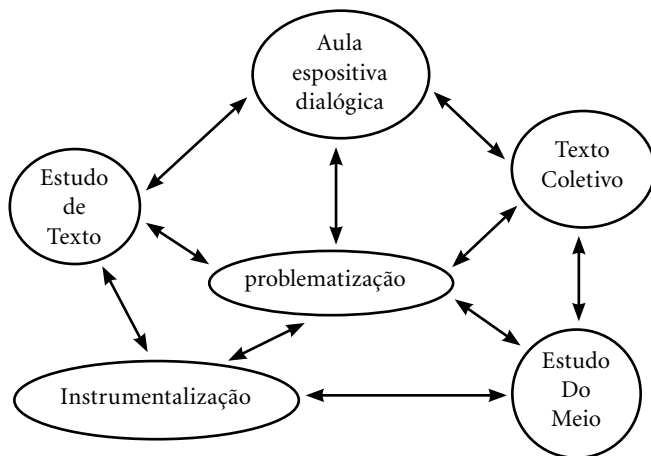 Aula
espositiva
dialógica
Texto
Coletivo
Estudo
de
Texto
problematização
Estudo
Do
Meio
Instrumentalização